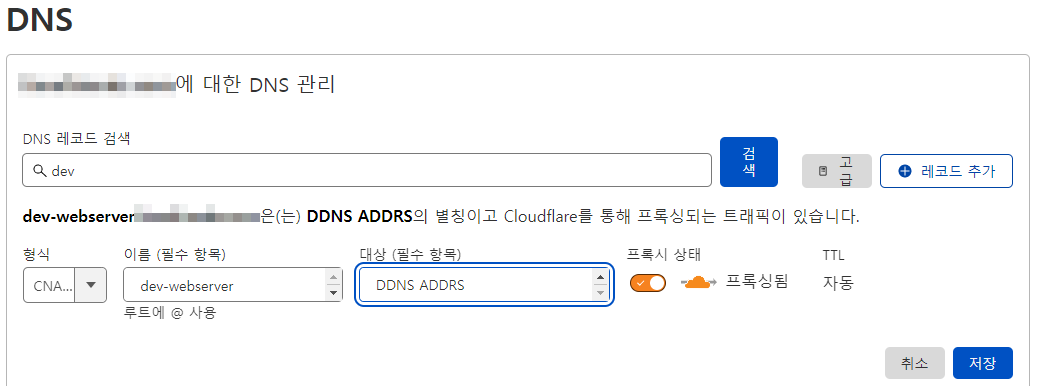 DNS
에 대한 DNS 관리
DNS 레코드 검색
dev
검색
고급
레코드 추가
dev-webserver 은(는) DDNS ADDRS의 별칭이고 Cloudflare를 통해 프록싱되는 트래픽이 있습니다.
형식 이름 (필수 항목) 대상 (필수 항목) 프록시 상태 TTL
CNA... dev-webserver DDNS ADDRS 프록싱됨 자동
루트에 @ 사용
취소 저장